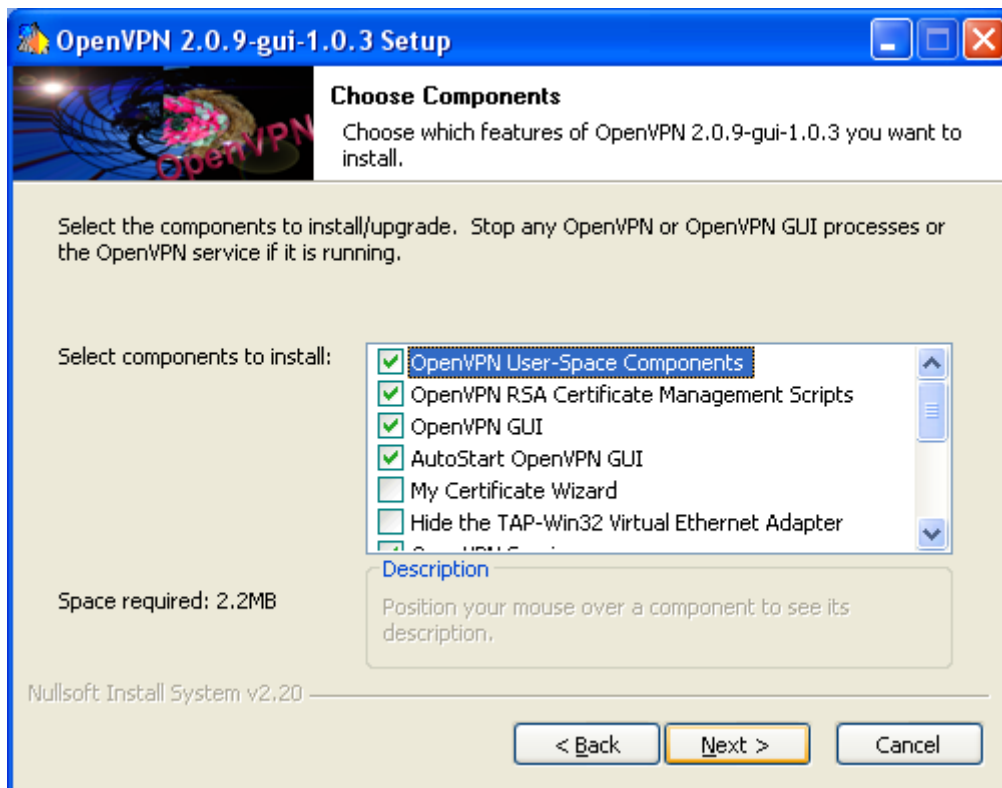 OpenVPN 2.0.9-gui-1.0.3 Setup
OpenVPN
Choose Components
Choose which features of OpenVPN 2.0.9-gui-1.0.3 you want to
install.
Select the components to install/upgrade.  Stop any OpenVPN or OpenVPN GUI processes or
the OpenVPN service if it is running.
Select components to install:
OpenVPN User-Space Components
OpenVPN RSA Certificate Management Scripts
OpenVPN GUI
AutoStart OpenVPN GUI
My Certificate Wizard
Hide the TAP-Win32 Virtual Ethernet Adapter
Space required: 2.2MB
Description
Position your mouse over a component to see its
description.
Nullsoft Install System v2.20
< Back
Next >
Cancel